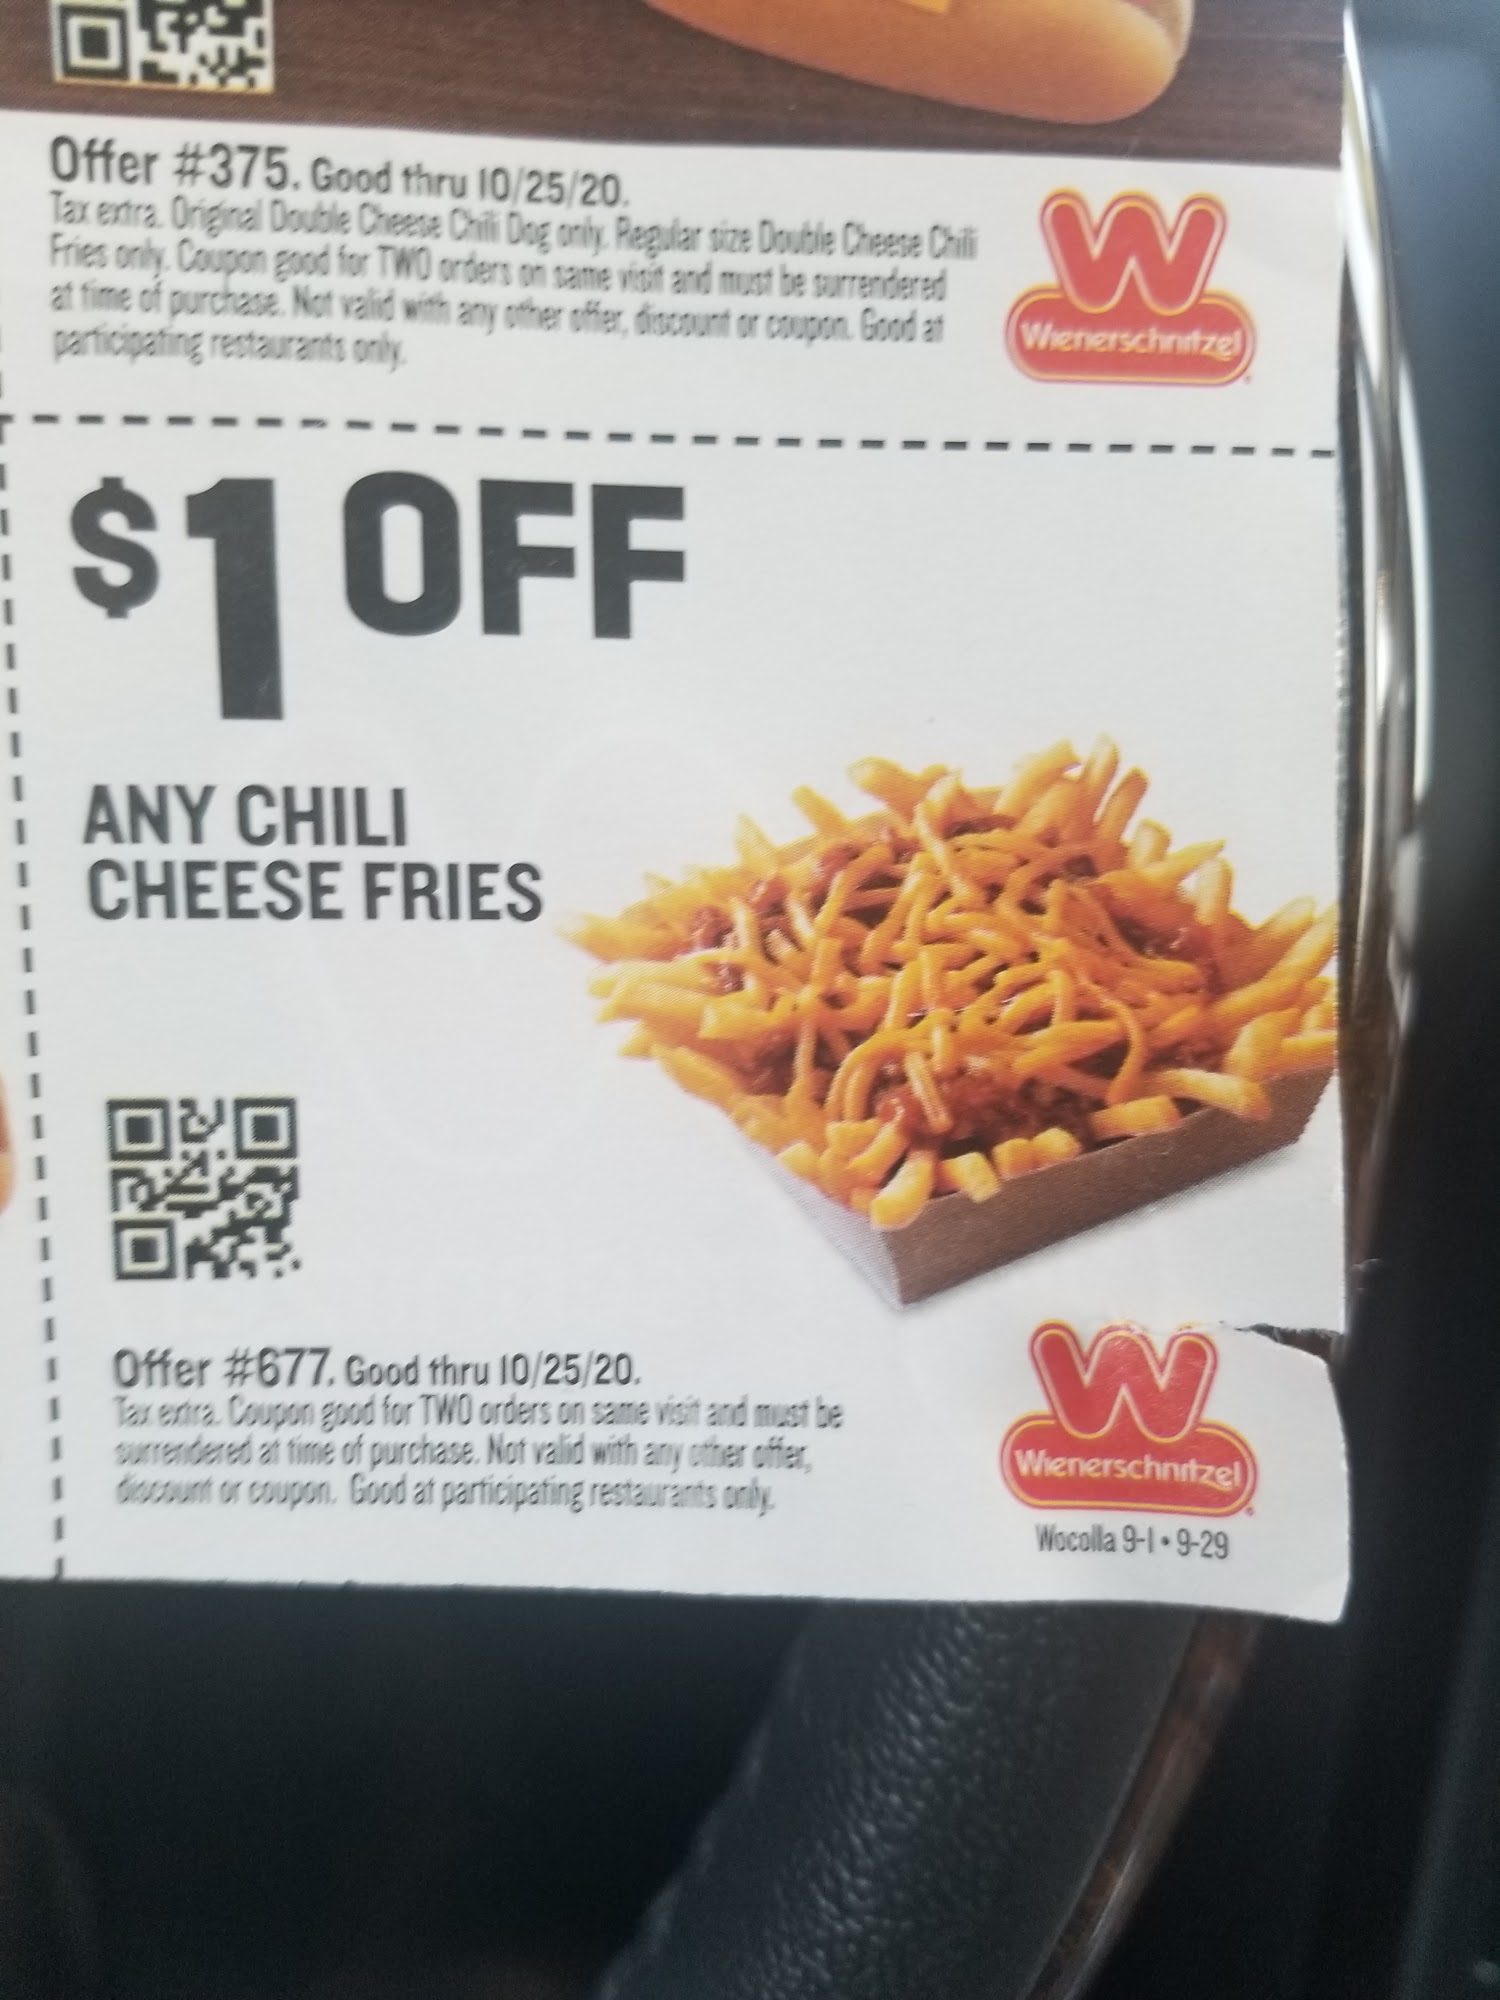 Offer #375. Good thru 10/25/20.
Tax extra. Original Double Cheese Chili Dog only. Regular size Double Cheese Chili
Fries only. Coupon good for TWO orders on same visit and must be surrendered
at time of purchase. Not valid with any other offer, discount or coupon. Good at
participating restaurants only.
W
Wienerschnitzel
$1 OFF
ANY CHILI
CHEESE FRIES
Offer #677. Good thru 10/25/20.
Tax extra. Coupon good for TWO orders on same visit and must be
surrendered at time of purchase. Not valid with any other offer,
discount or coupon. Good at participating restaurants only.
W
Wienerschnitzel
Wocolla 9-1 • 9-29